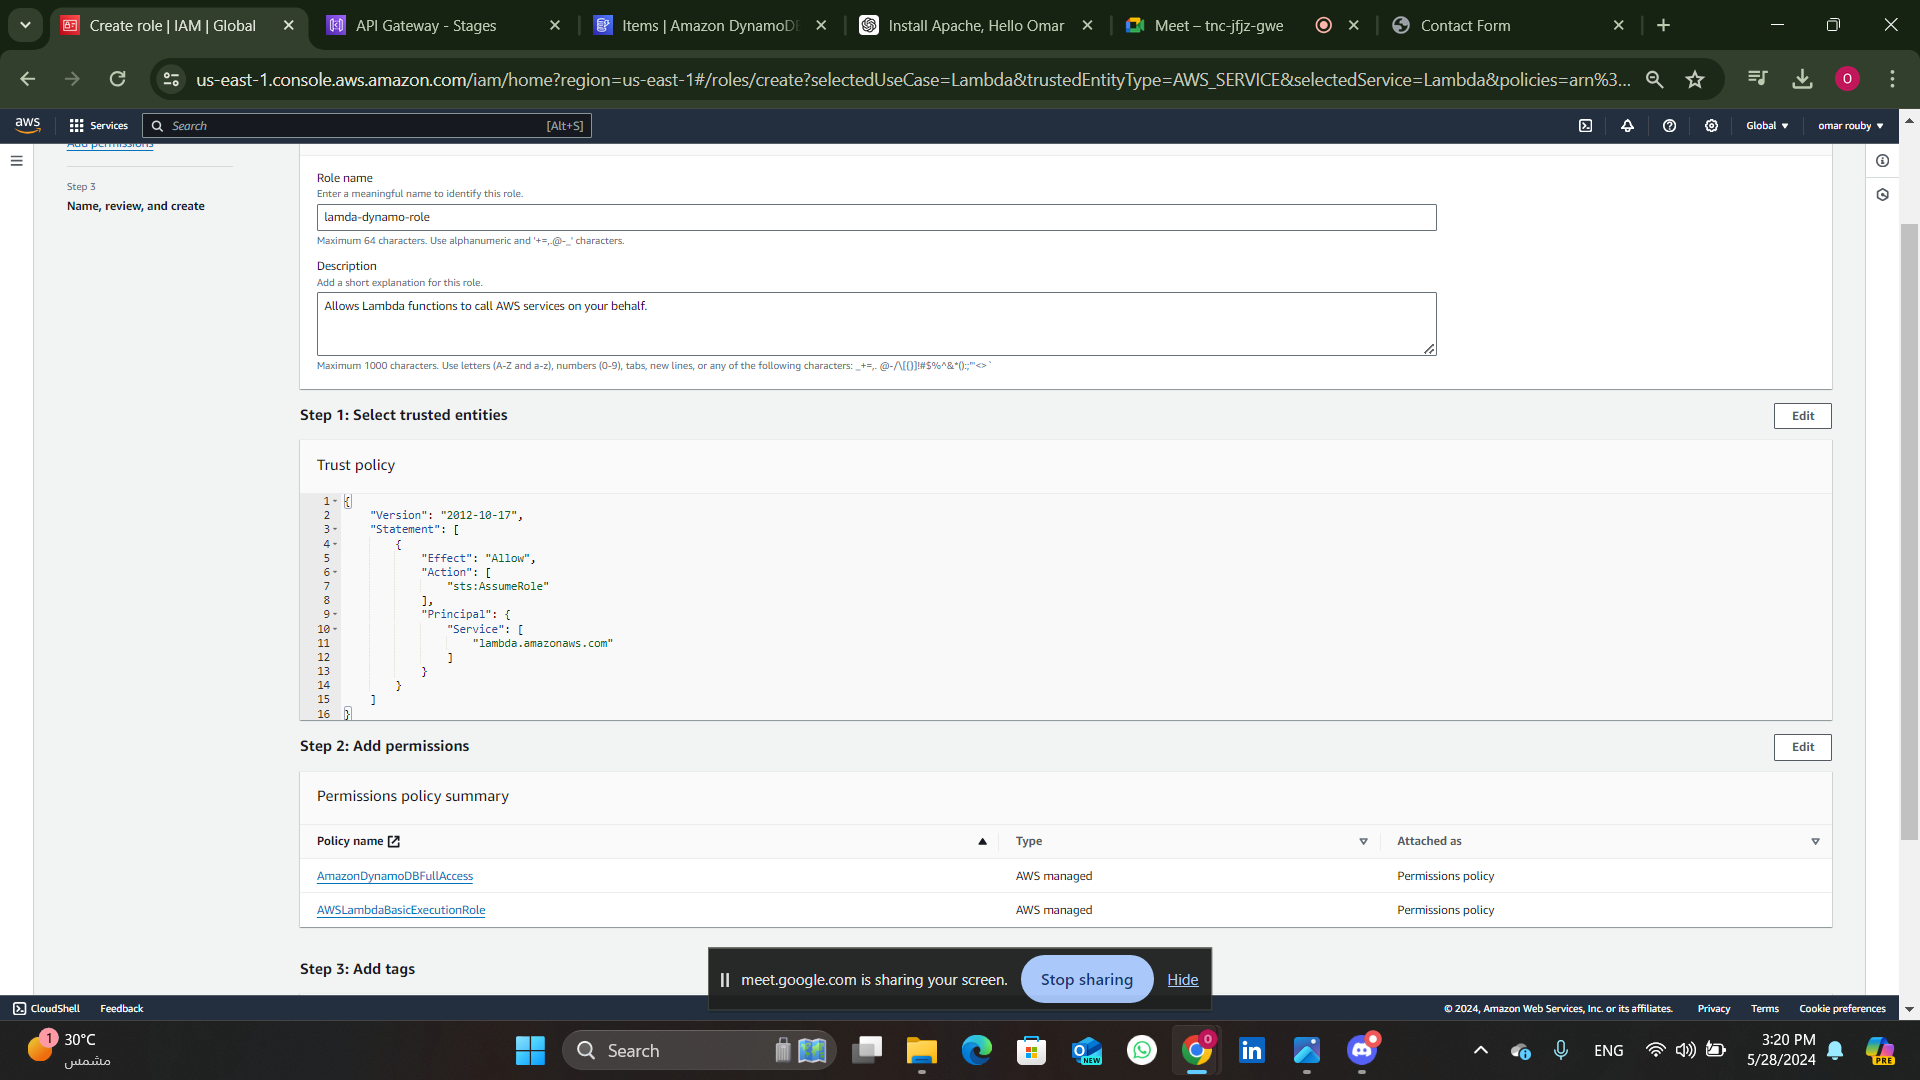 Create role | IAM | Global
API Gateway - Stages
Items | Amazon DynamoDB
Install Apache, Hello Omar
Meet – tnc-jfjz-gwe
Contact Form
us-east-1.console.aws.amazon.com/iam/home?region=us-east-1#/roles/create?selectedUseCase=Lambda&trustedEntityType=AWS_SERVICE&selectedService=Lambda&policies=arn%3...
O
aws
Services
Search
[Alt+S]
Global
omar rouby
Add permissions
Step 3
Name, review, and create
Role name
Enter a meaningful name to identify this role.
lamda-dynamo-role
Maximum 64 characters. Use alphanumeric and '+=,.@-_' characters.
Description
Add a short explanation for this role.
Allows Lambda functions to call AWS services on your behalf.
Maximum 1000 characters. Use letters (A-Z and a-z), numbers (0-9), tabs, new lines, or any of the following characters: _+=,. @-/\[{}]!#$%^&*();:"'<>`
Step 1: Select trusted entities
Edit
Trust policy
1 {
2 "Version": "2012-10-17",
3 "Statement": [
4 {
5 "Effect": "Allow",
6 "Action": [
7 "sts:AssumeRole"
8 ],
9 "Principal": {
10 "Service": [
11 "lambda.amazonaws.com"
12 ]
13 }
14 }
15 ]
16 }
Step 2: Add permissions
Edit
Permissions policy summary
Policy name
Type
Attached as
AmazonDynamoDBFullAccess
AWS managed
Permissions policy
AWSLambdaBasicExecutionRole
AWS managed
Permissions policy
Step 3: Add tags
meet.google.com is sharing your screen.
Stop sharing
Hide
CloudShell
Feedback
© 2024, Amazon Web Services, Inc. or its affiliates.
Privacy
Terms
Cookie preferences
1
30°C
مشمس
Search
NEW
0
ENG
3:20 PM
5/28/2024
PRE